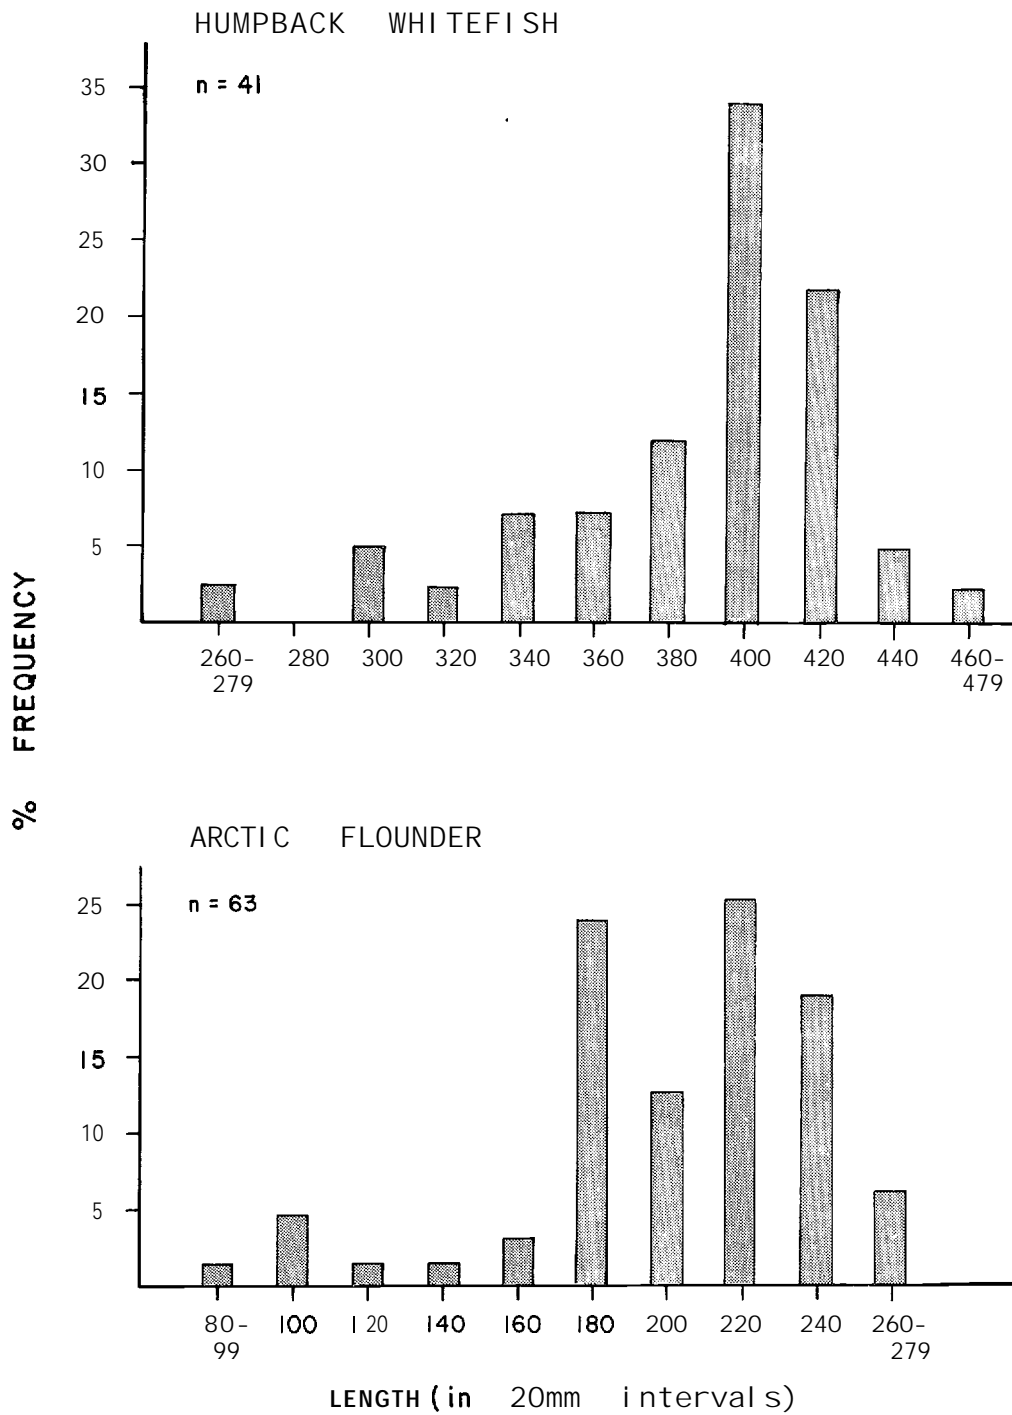 HUMPBACK WHITEFISH
n = 41
35
30
25
20
15
10
5
260- 280 300 320 340 360 380 400 420 440 460-
279 479
% FREQUENCY
ARCTIC FLOUNDER
n = 63
25
20
15
10
5
80- 100 120 140 160 180 200 220 240 260-
99 279
LENGTH (in 20mm intervals)